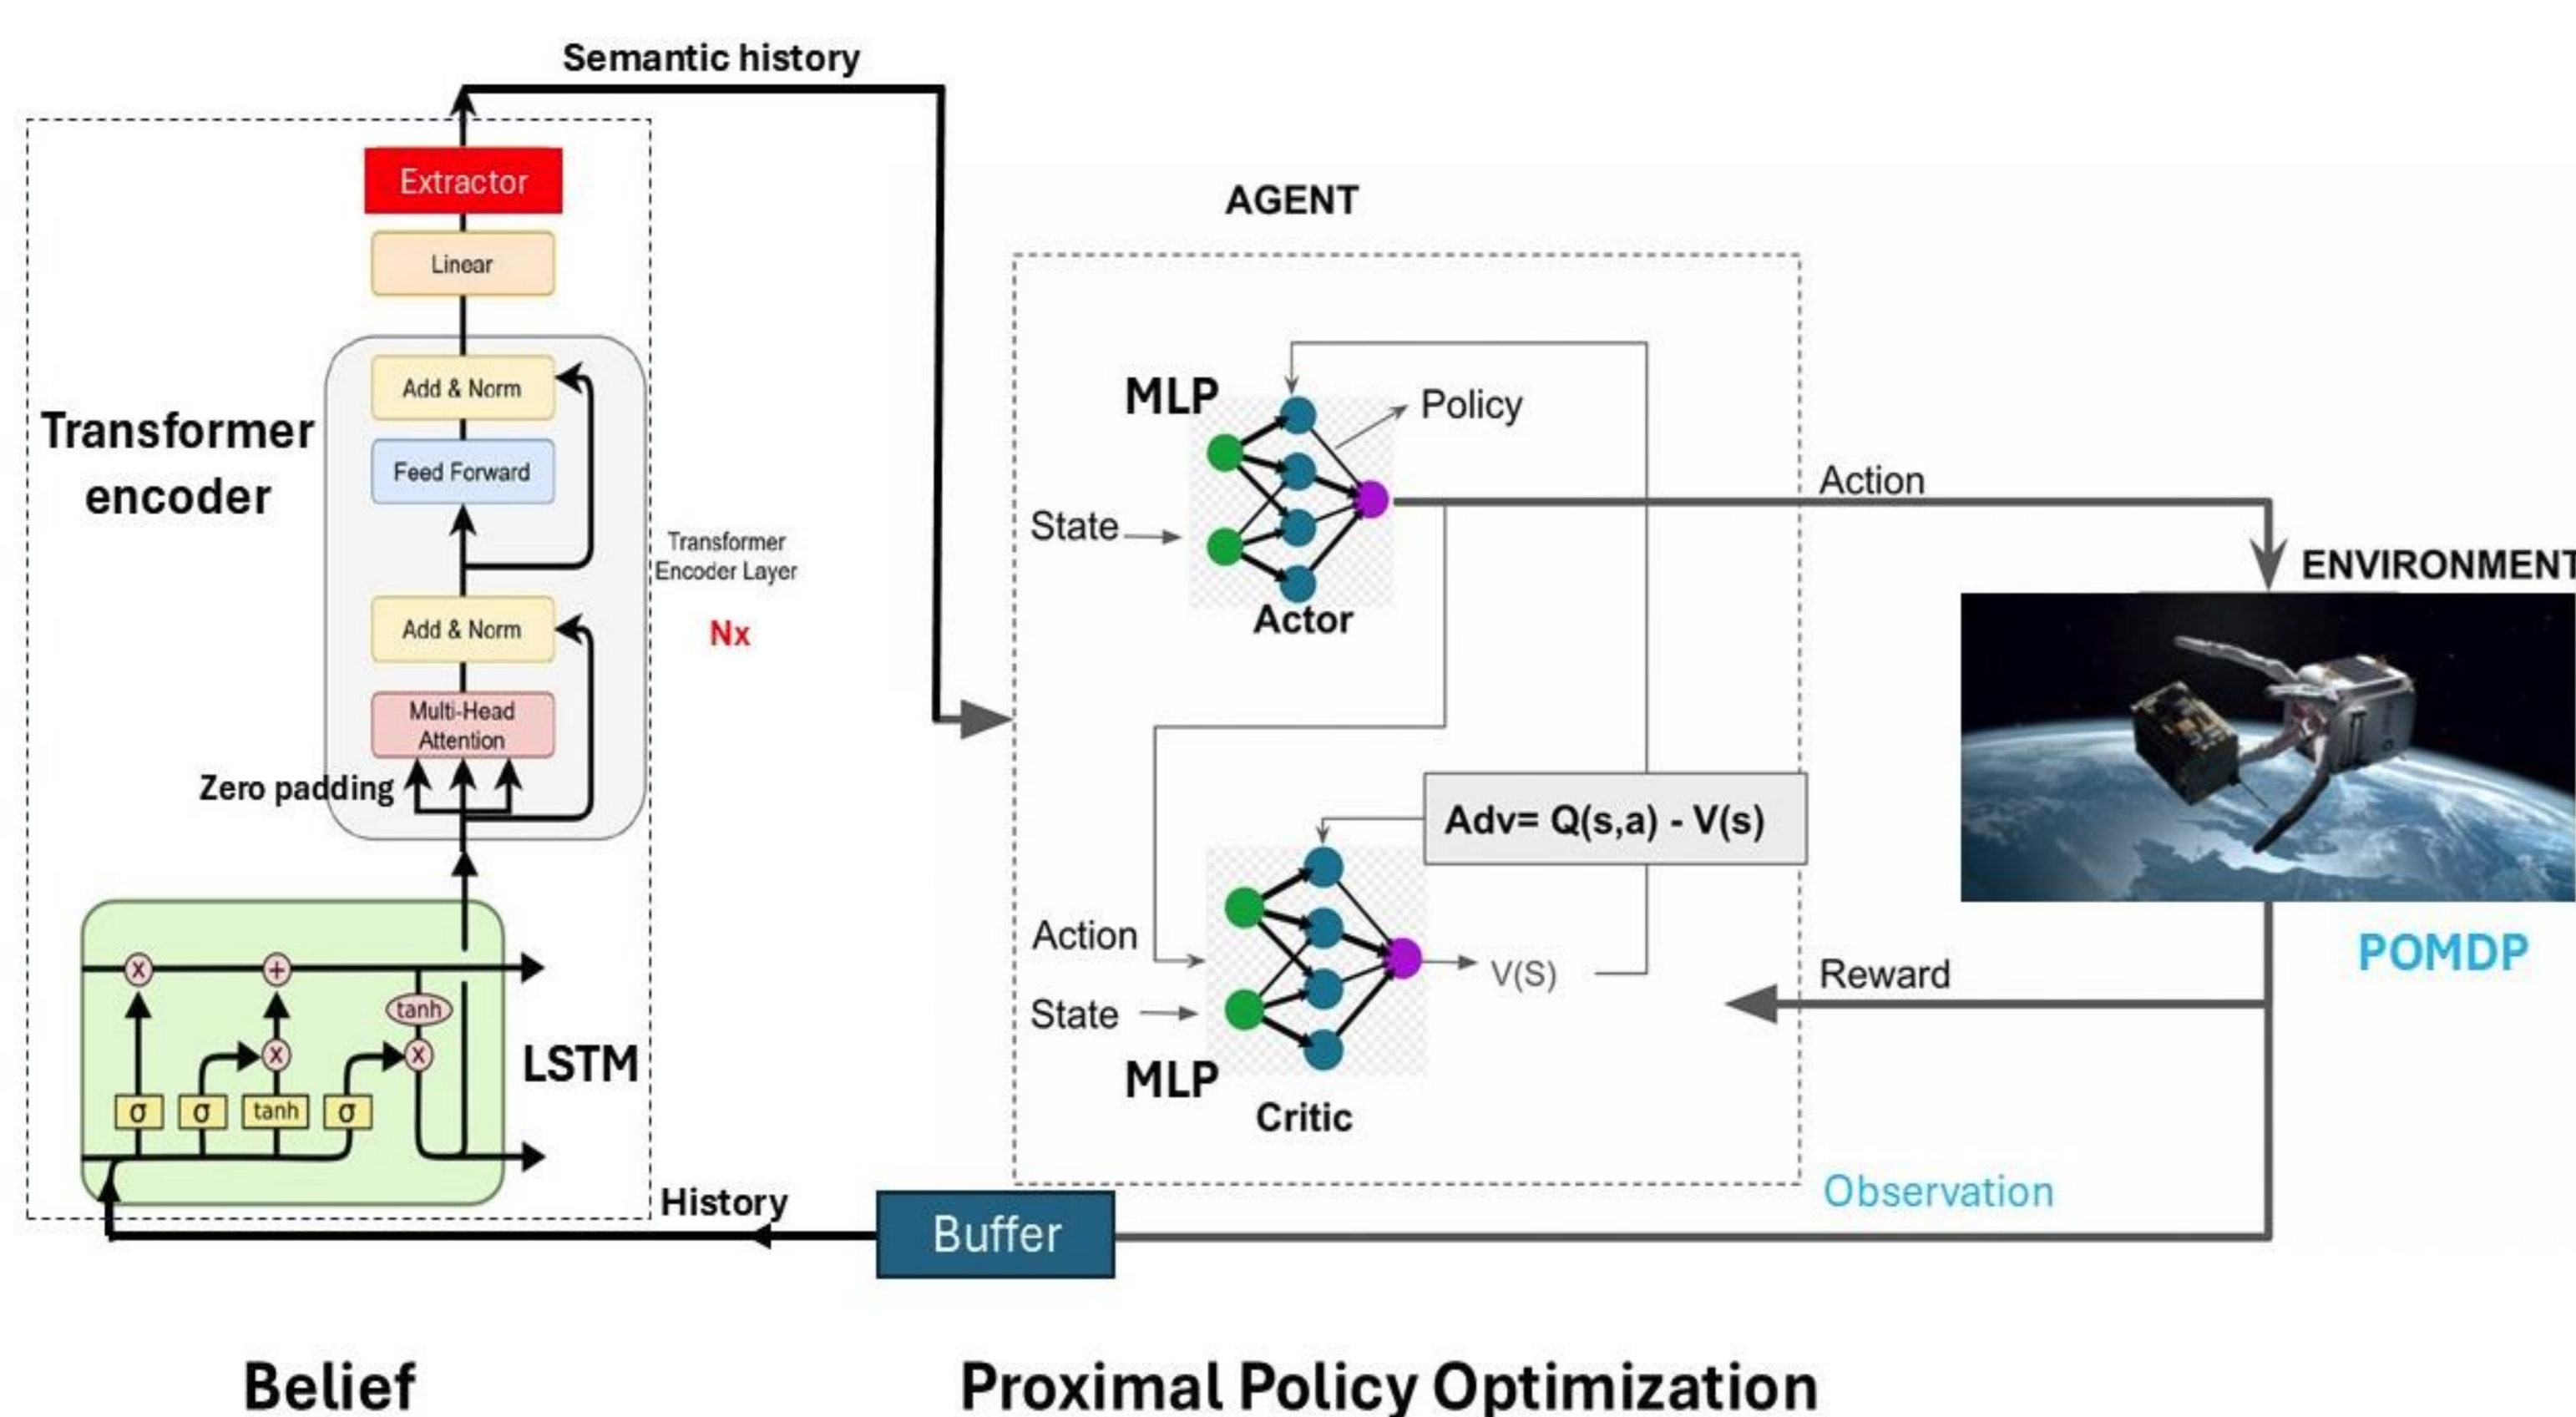 Semantic history
Extractor
Linear
Add & Norm
Feed Forward
Transformer
encoder
Transformer
Encoder Layer
Nx
Add & Norm
Multi-Head
Attention
Zero padding
x
+
tanh
x
x
σ
σ
tanh
σ
LSTM
History
Buffer
AGENT
MLP
Policy
State
Actor
Adv= Q(s,a) - V(s)
Action
State
V(S)
MLP
Critic
Action
ENVIRONMENT
POMDP
Reward
Observation
Belief
Proximal Policy Optimization